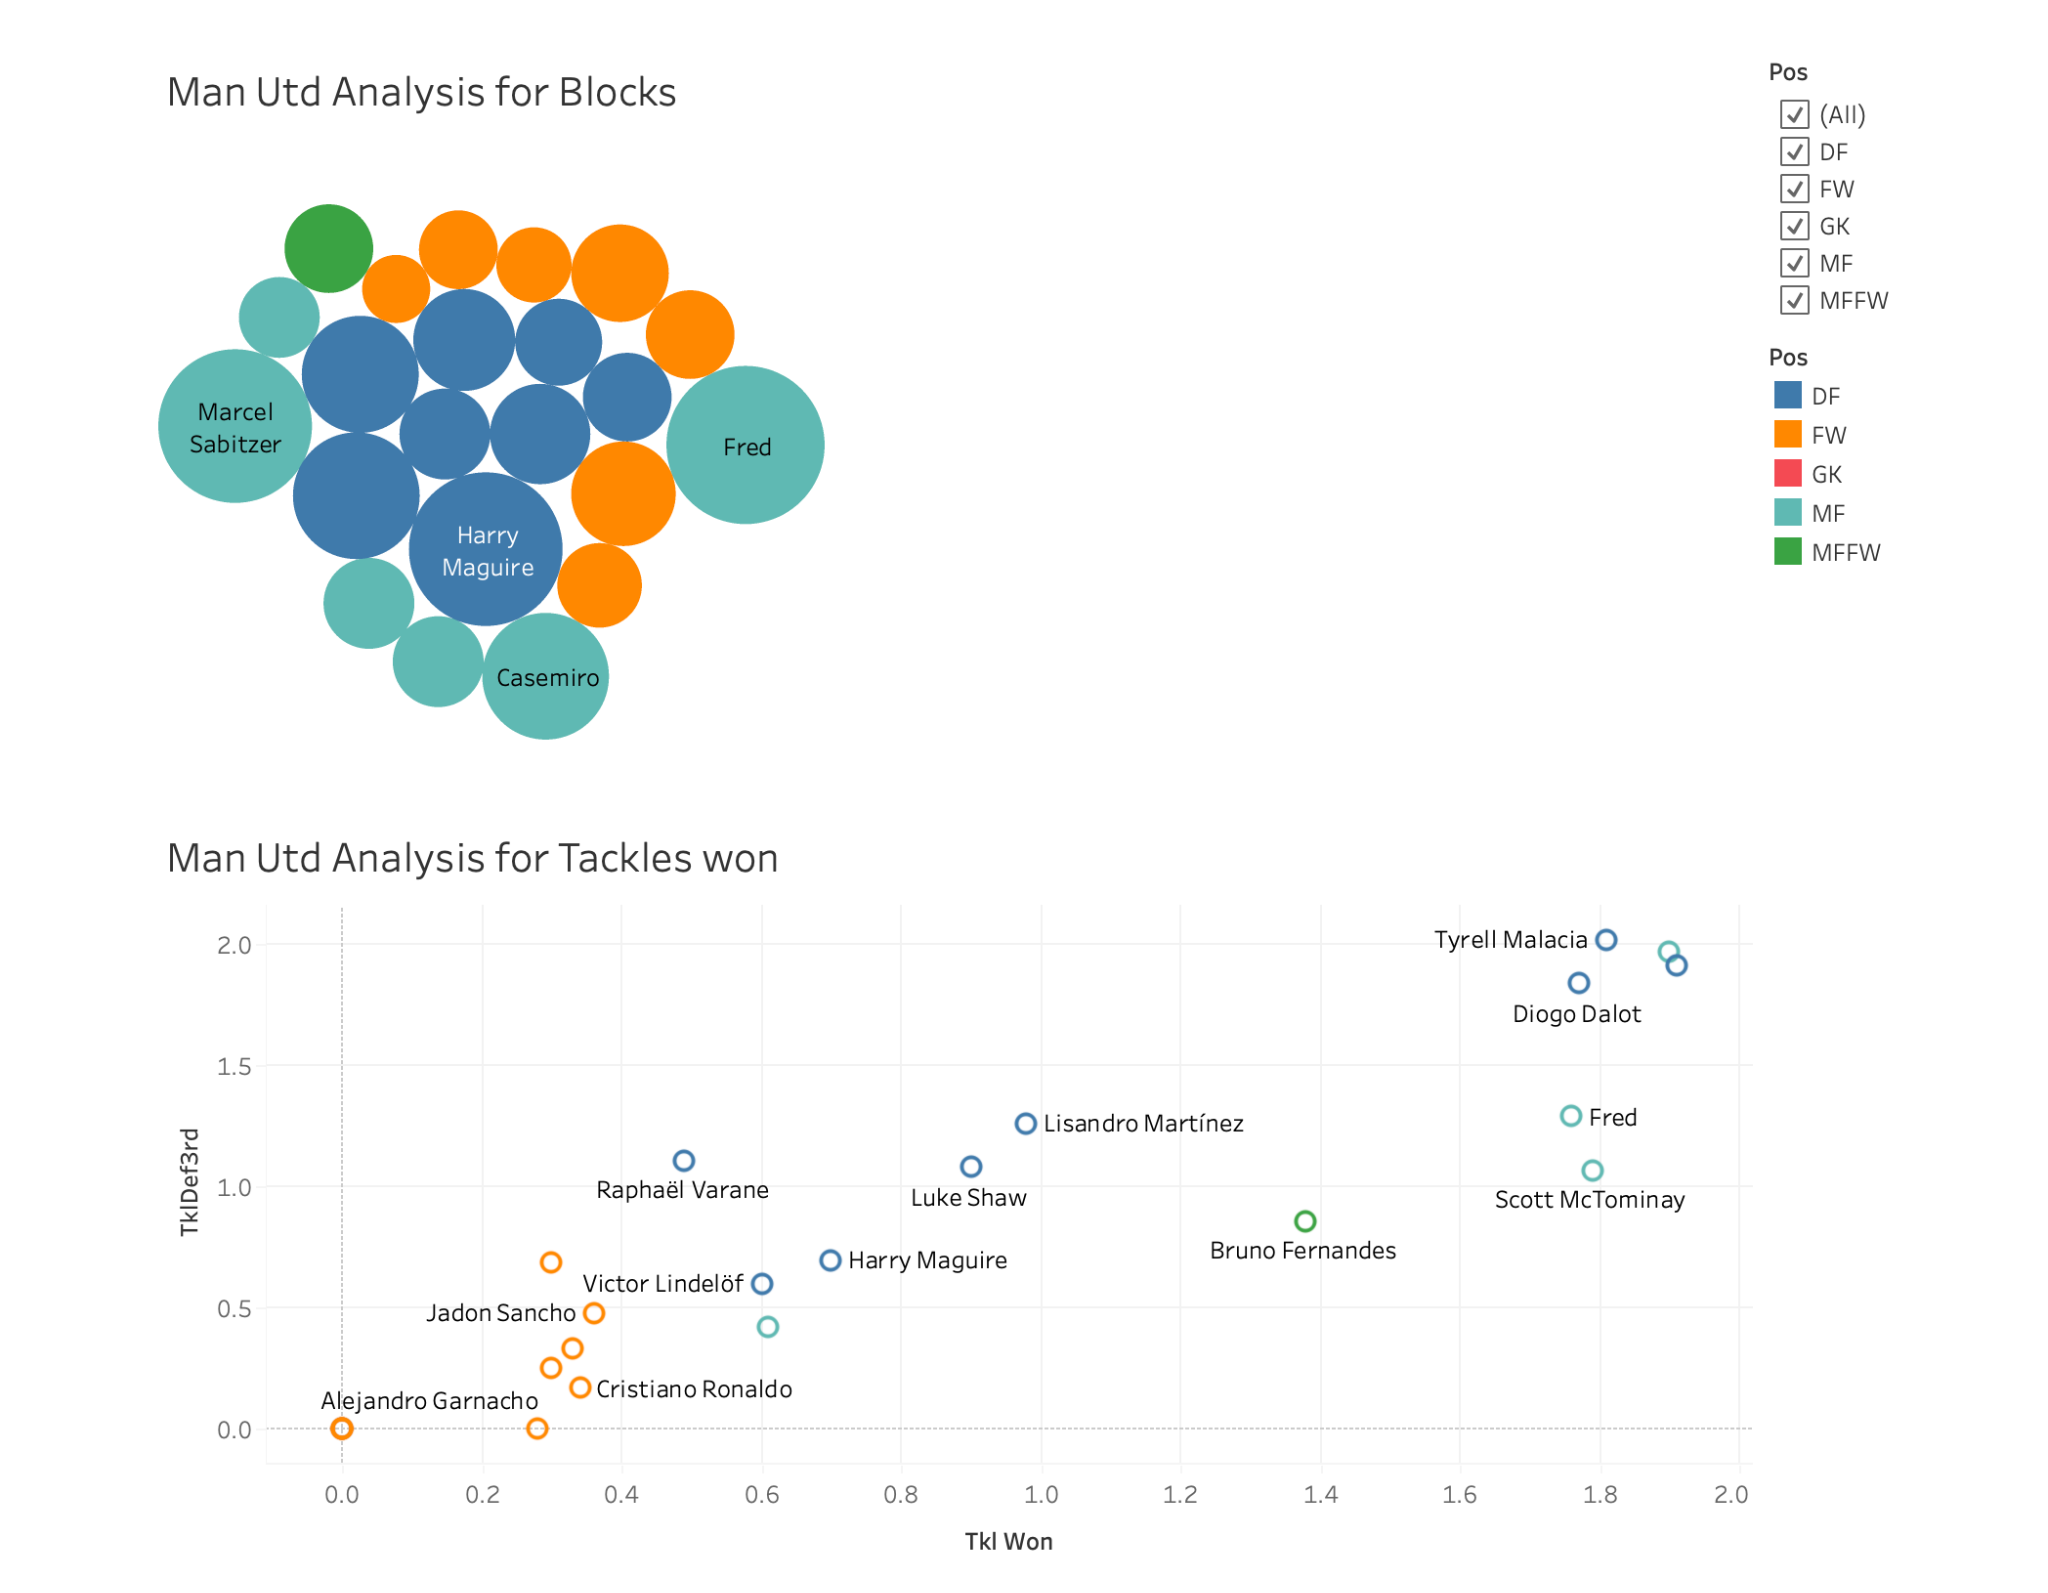 Man Utd Analysis for Blocks
Marcel
Sabitzer
Fred
Harry
Maguire
Casemiro
Pos
(All)
DF
FW
GK
MF
MFFW
Pos
DF
FW
GK
MF
MFFW
Man Utd Analysis for Tackles won
TklDef3rd
2.0
1.5
1.0
0.5
0.0
Tyrell Malacia
Diogo Dalot
Lisandro Martínez
Fred
Raphaël Varane
Luke Shaw
Scott McTominay
Bruno Fernandes
Harry Maguire
Victor Lindelöf
Jadon Sancho
Cristiano Ronaldo
Alejandro Garnacho
0.0 0.2 0.4 0.6 0.8 1.0 1.2 1.4 1.6 1.8 2.0
Tkl Won